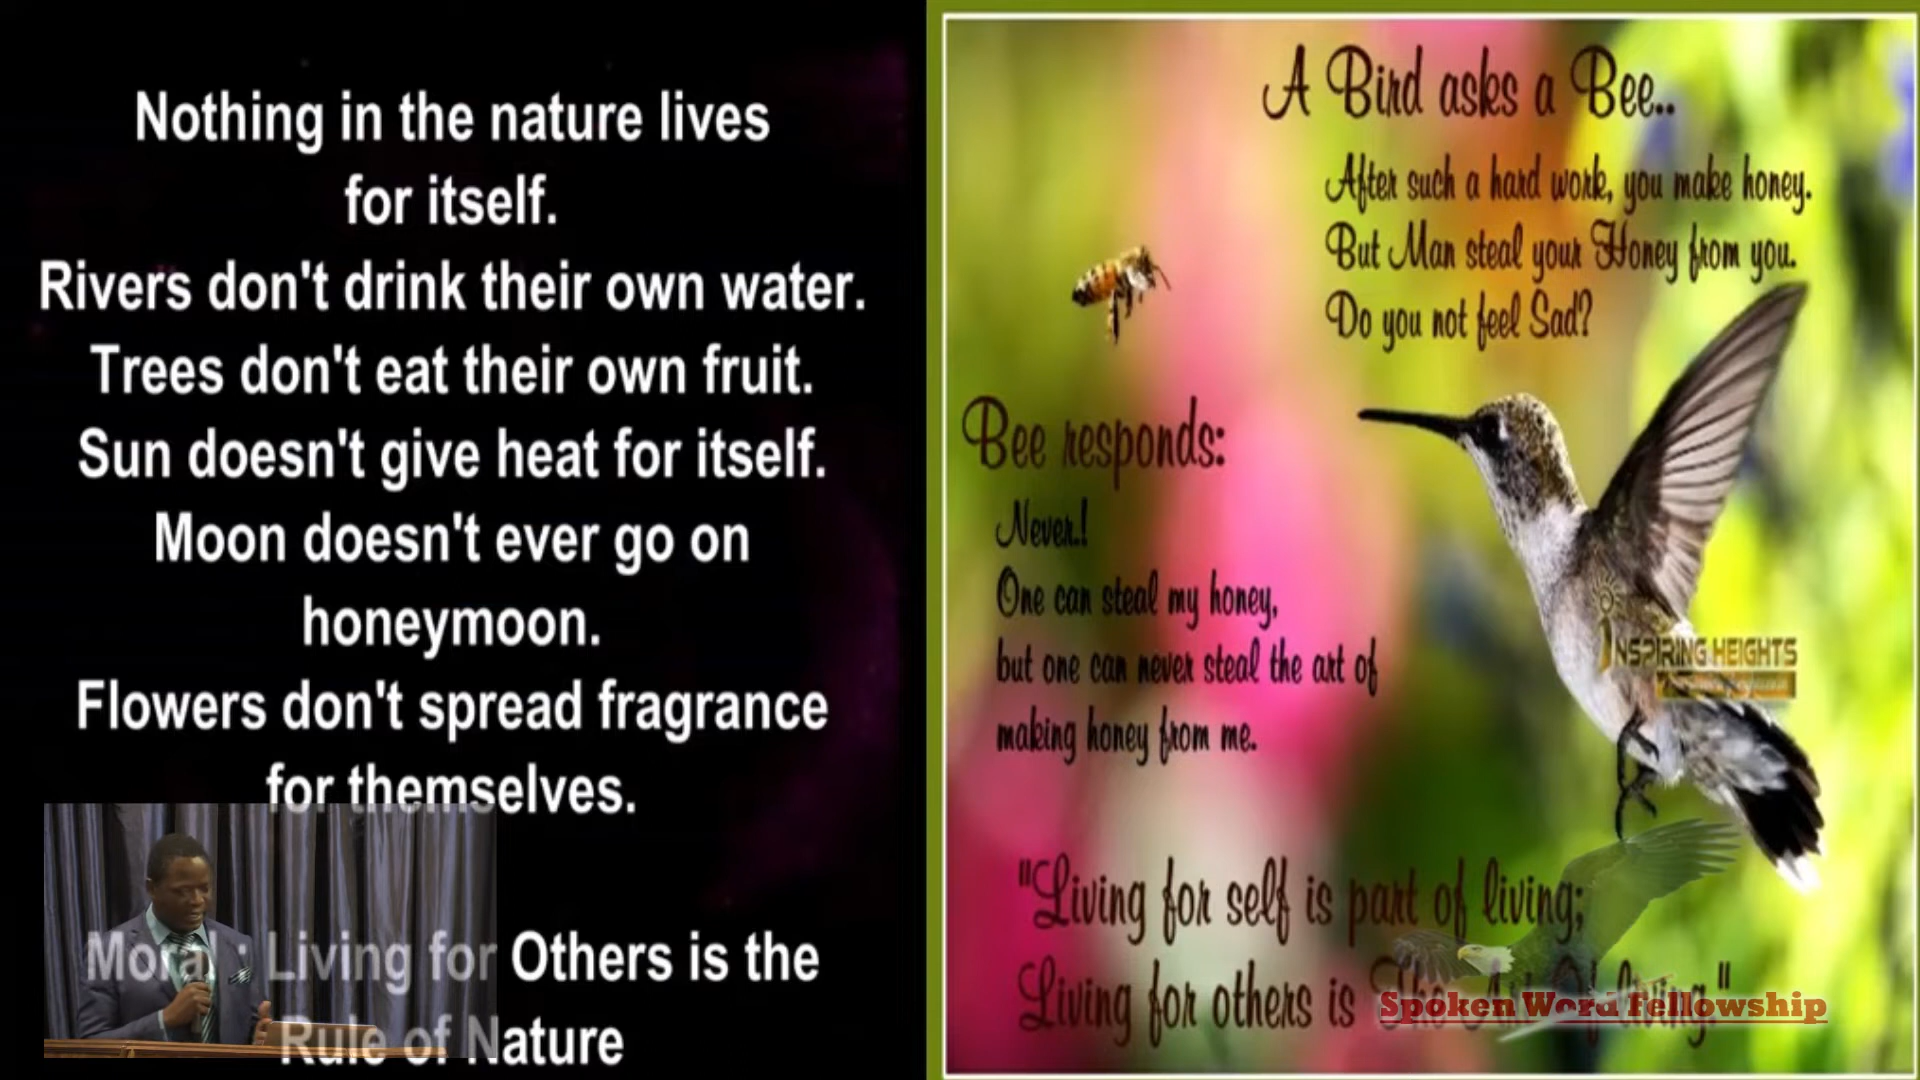 Nothing in the nature lives
for itself.
Rivers don't drink their own water.
Trees don't eat their own fruit.
Sun doesn't give heat for itself.
Moon doesn't ever go on
honeymoon.
Flowers don't spread fragrance
for themselves.
Moral : Living for Others is the
Rule of Nature
A Bird asks a Bee..
After such a hard work, you make honey.
But Man steal your Honey from you.
Do you not feel Sad?
Bee responds:
Never.!
One can steal my honey,
but one can never steal the art of
making honey from me.
INSPIRING HEIGHTS
"Living for self is part of living;
Living for others is The Art Of living."
Spoken Word Fellowship